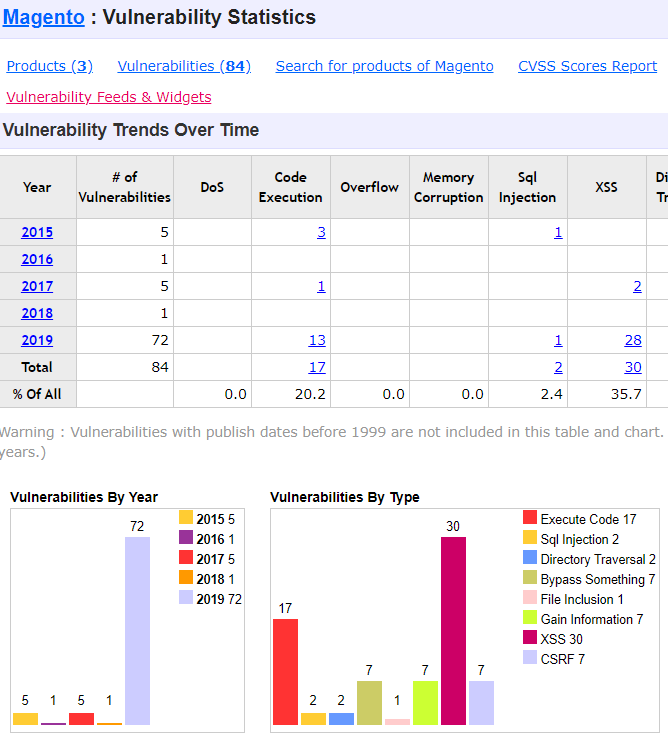 Magento : Vulnerability Statistics
Products (3) Vulnerabilities (84) Search for products of Magento CVSS Scores Report
Vulnerability Feeds & Widgets
Vulnerability Trends Over Time
Year # of Vulnerabilities DoS Code Execution Overflow Memory Corruption Sql Injection XSS Di Tr
2015 5 3 1
2016 1
2017 5 1 2
2018 1
2019 72 13 1 28
Total 84 17 2 30
% Of All 0.0 20.2 0.0 0.0 2.4 35.7
Warning : Vulnerabilities with publish dates before 1999 are not included in this table and chart.
years.)
Vulnerabilities By Year
72
5 1 5 1
2015 5
2016 1
2017 5
2018 1
2019 72
Vulnerabilities By Type
30
17
7 7 7
2 2 1
Execute Code 17
Sql Injection 2
Directory Traversal 2
Bypass Something 7
File Inclusion 1
Gain Information 7
XSS 30
CSRF 7